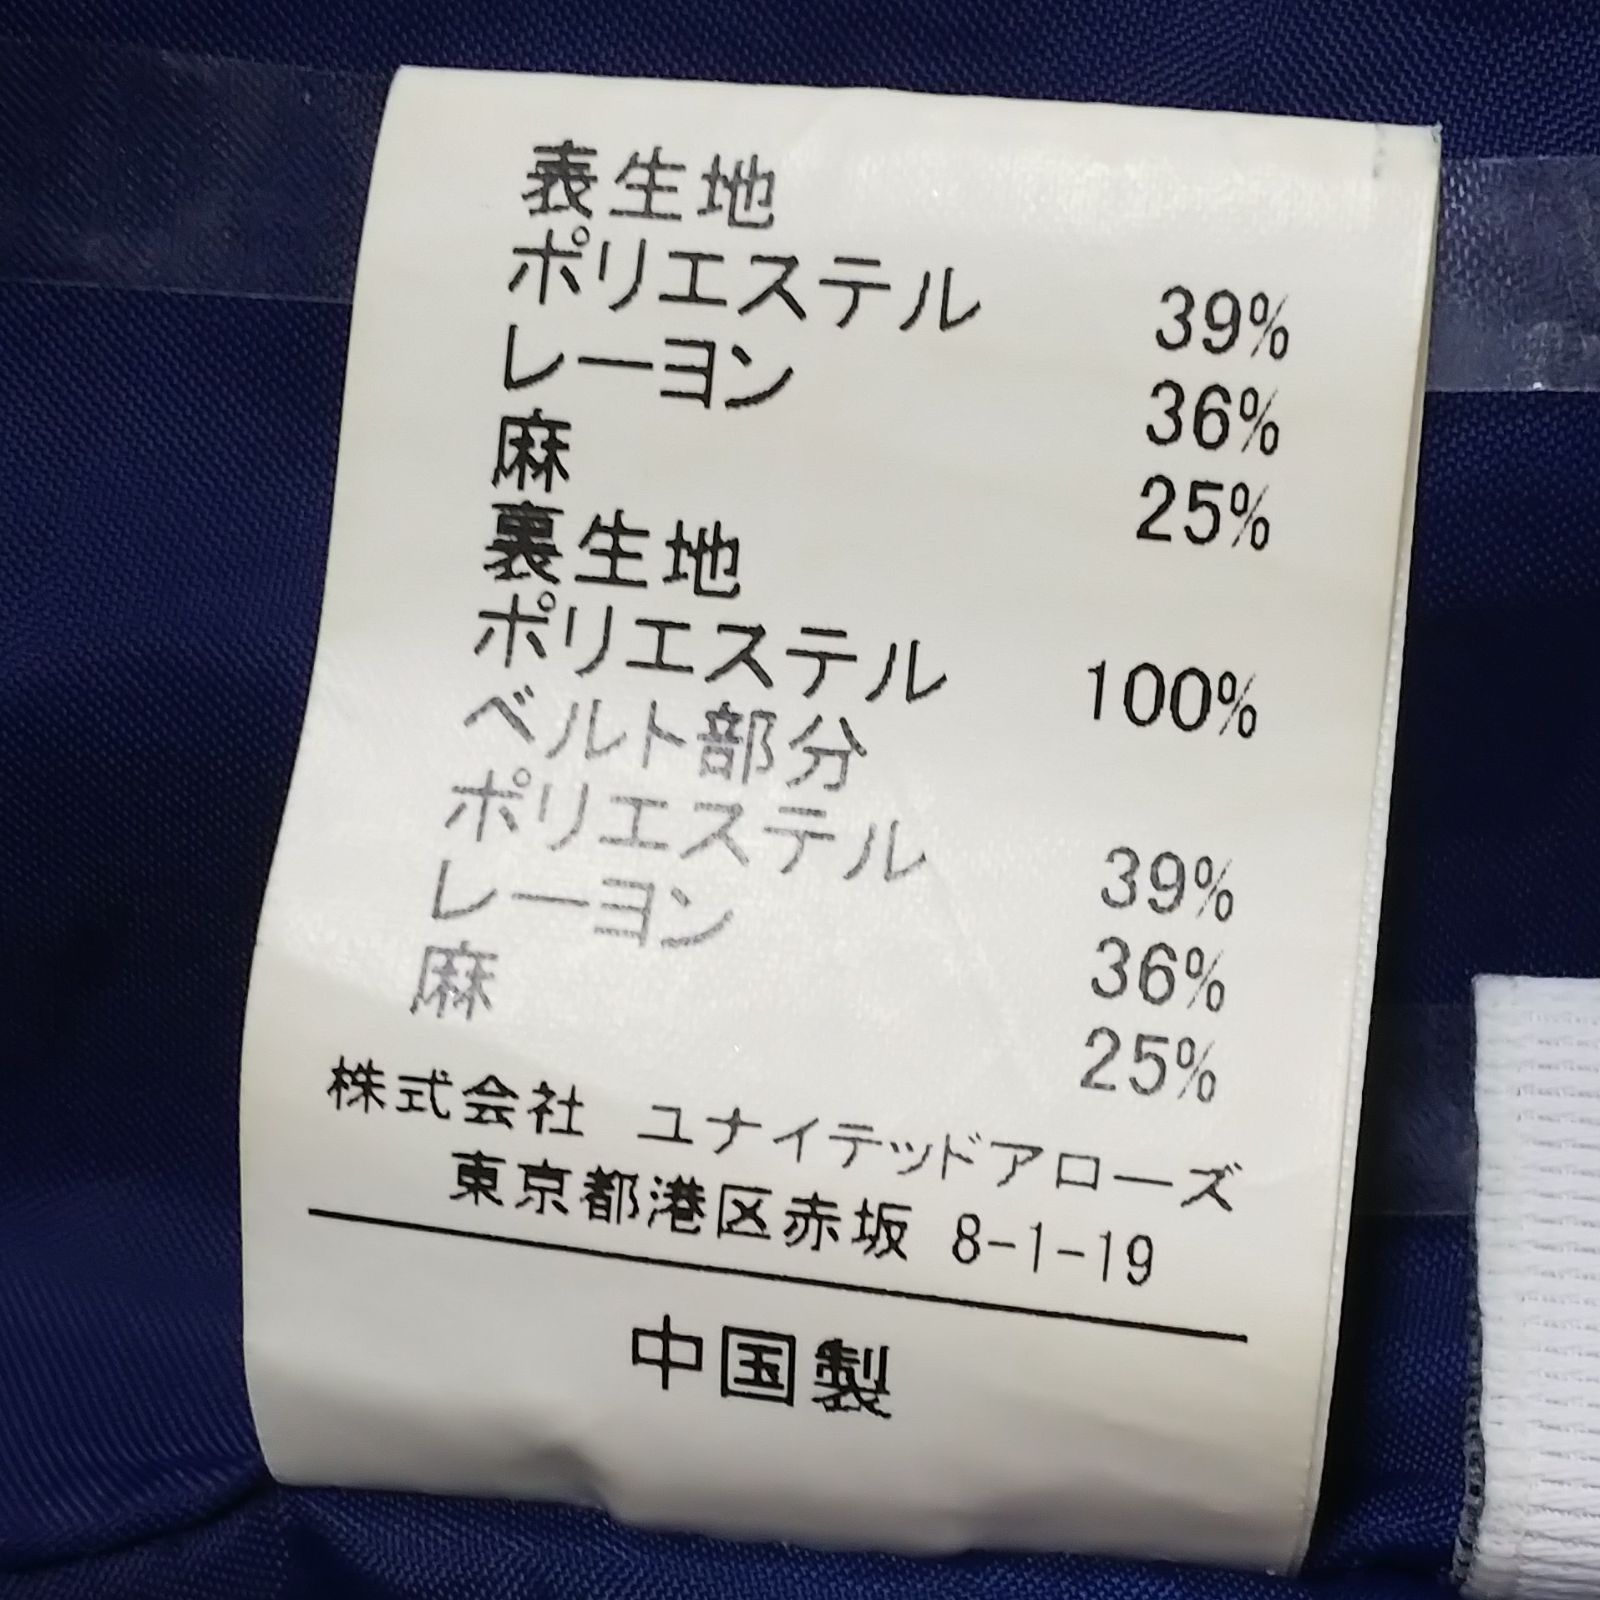 表生地
ポリエステル 39%
レーヨン 36%
麻 25%
裏生地
ポリエステル 100%
ベルト部分
ポリエステル 39%
レーヨン 36%
麻 25%
株式会社 ユナイテッドアローズ
東京都港区赤坂 8-1-19
中国製